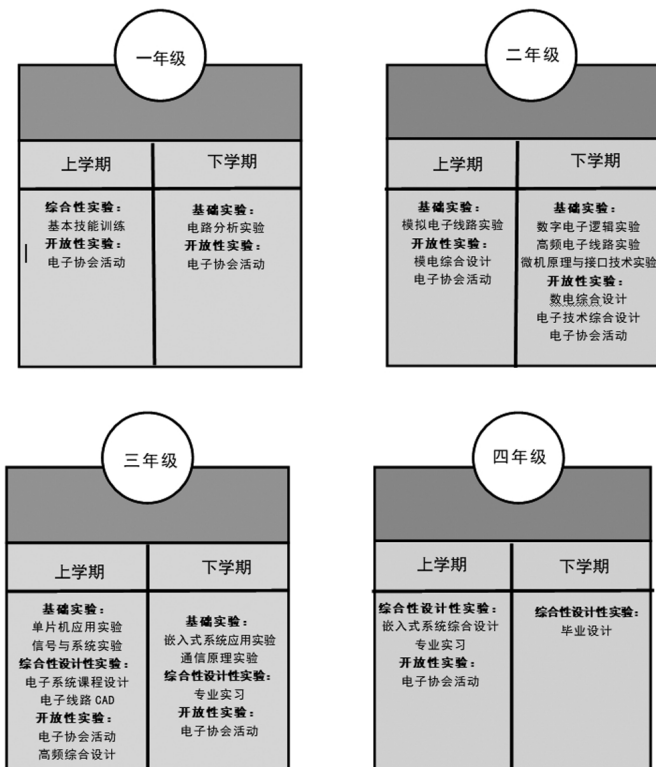 一年级
上学期
下学期
综合性实验：
基本技能训练
开放性实验：
电子协会活动
基础实验：
电路分析实验
开放性实验：
电子协会活动
二年级
上学期
下学期
基础实验：
模拟电子线路实验
开放性实验：
模电综合设计
电子协会活动
基础实验：
数字电子逻辑实验
高频电子线路实验
微机原理与接口技术实验
开放性实验：
数电综合设计
电子技术综合设计
电子协会活动
三年级
上学期
下学期
基础实验：
单片机应用实验
信号与系统实验
综合性设计性实验：
电子系统课程设计
电子线路 CAD
开放性实验：
电子协会活动
高频综合设计
基础实验：
嵌入式系统应用实验
通信原理实验
综合性设计性实验：
专业实习
开放性实验：
电子协会活动
四年级
上学期
下学期
综合性设计性实验：
嵌入式系统综合设计
专业实习
开放性实验：
电子协会活动
综合性设计性实验：
毕业设计